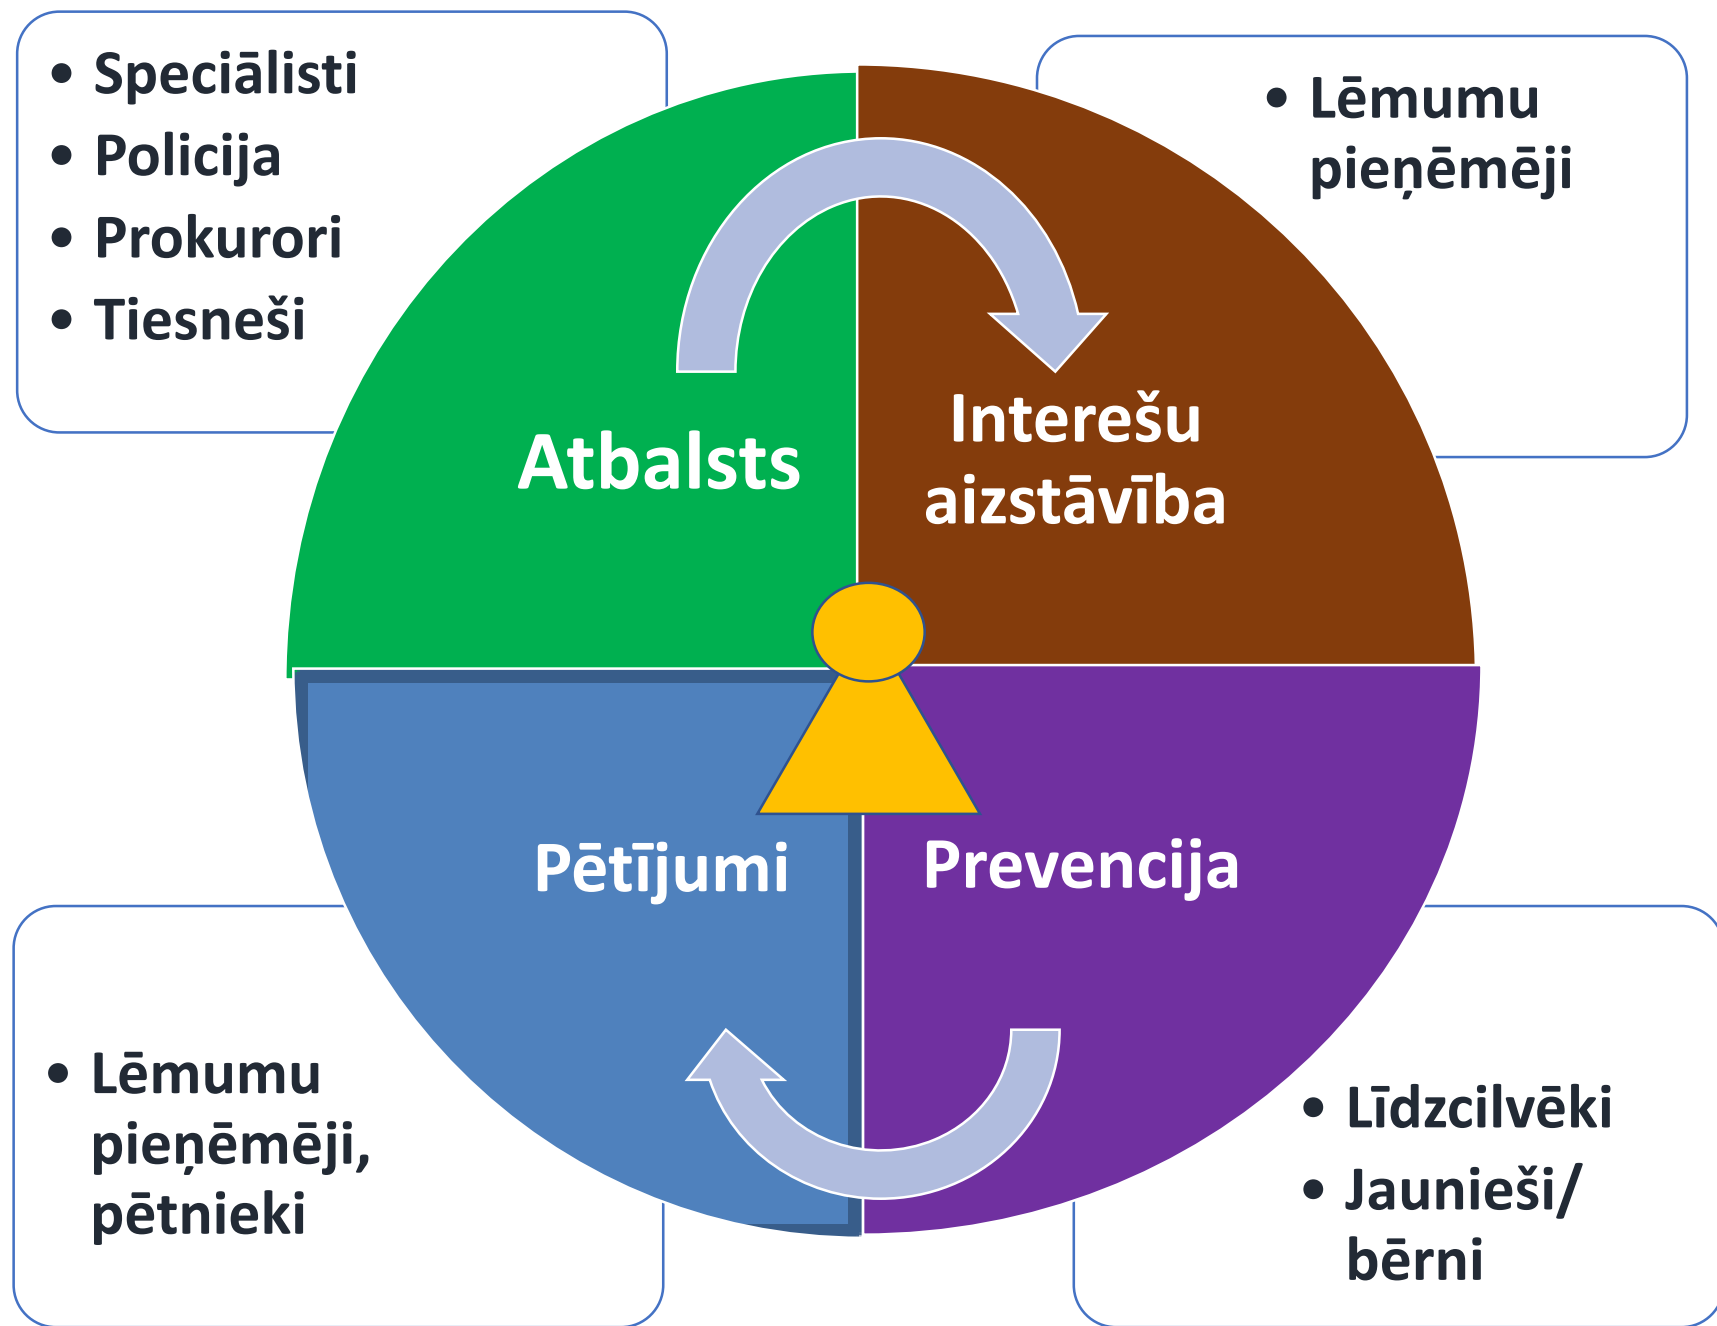 • Speciālisti
• Policija
• Prokurori
• Tiesneši
• Lēmumu
pieņēmēji
Atbalsts
Interešu
aizstāvība
Pētījumi
Prevencija
• Lēmumu
pieņēmēji,
pētnieki
• Līdzcilvēki
• Jaunieši/
bērni